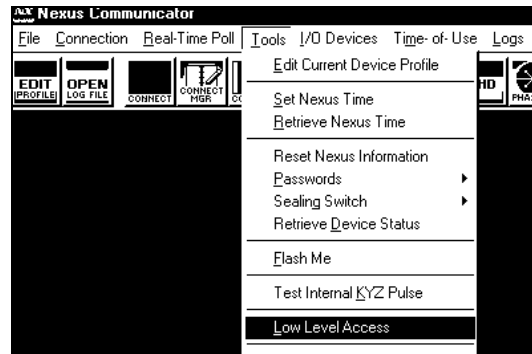 Nexus Communicator
File Connection Real-Time Poll Tools I/O Devices Time- of- Use Logs
EDIT PROFILE
OPEN LOG FILE
CONNECT
CONNECT MGR
HD
PHA
Edit Current Device Profile
Set Nexus Time
Retrieve Nexus Time
Reset Nexus Information
Passwords
Sealing Switch
Retrieve Device Status
Flash Me
Test Internal KYZ Pulse
Low Level Access